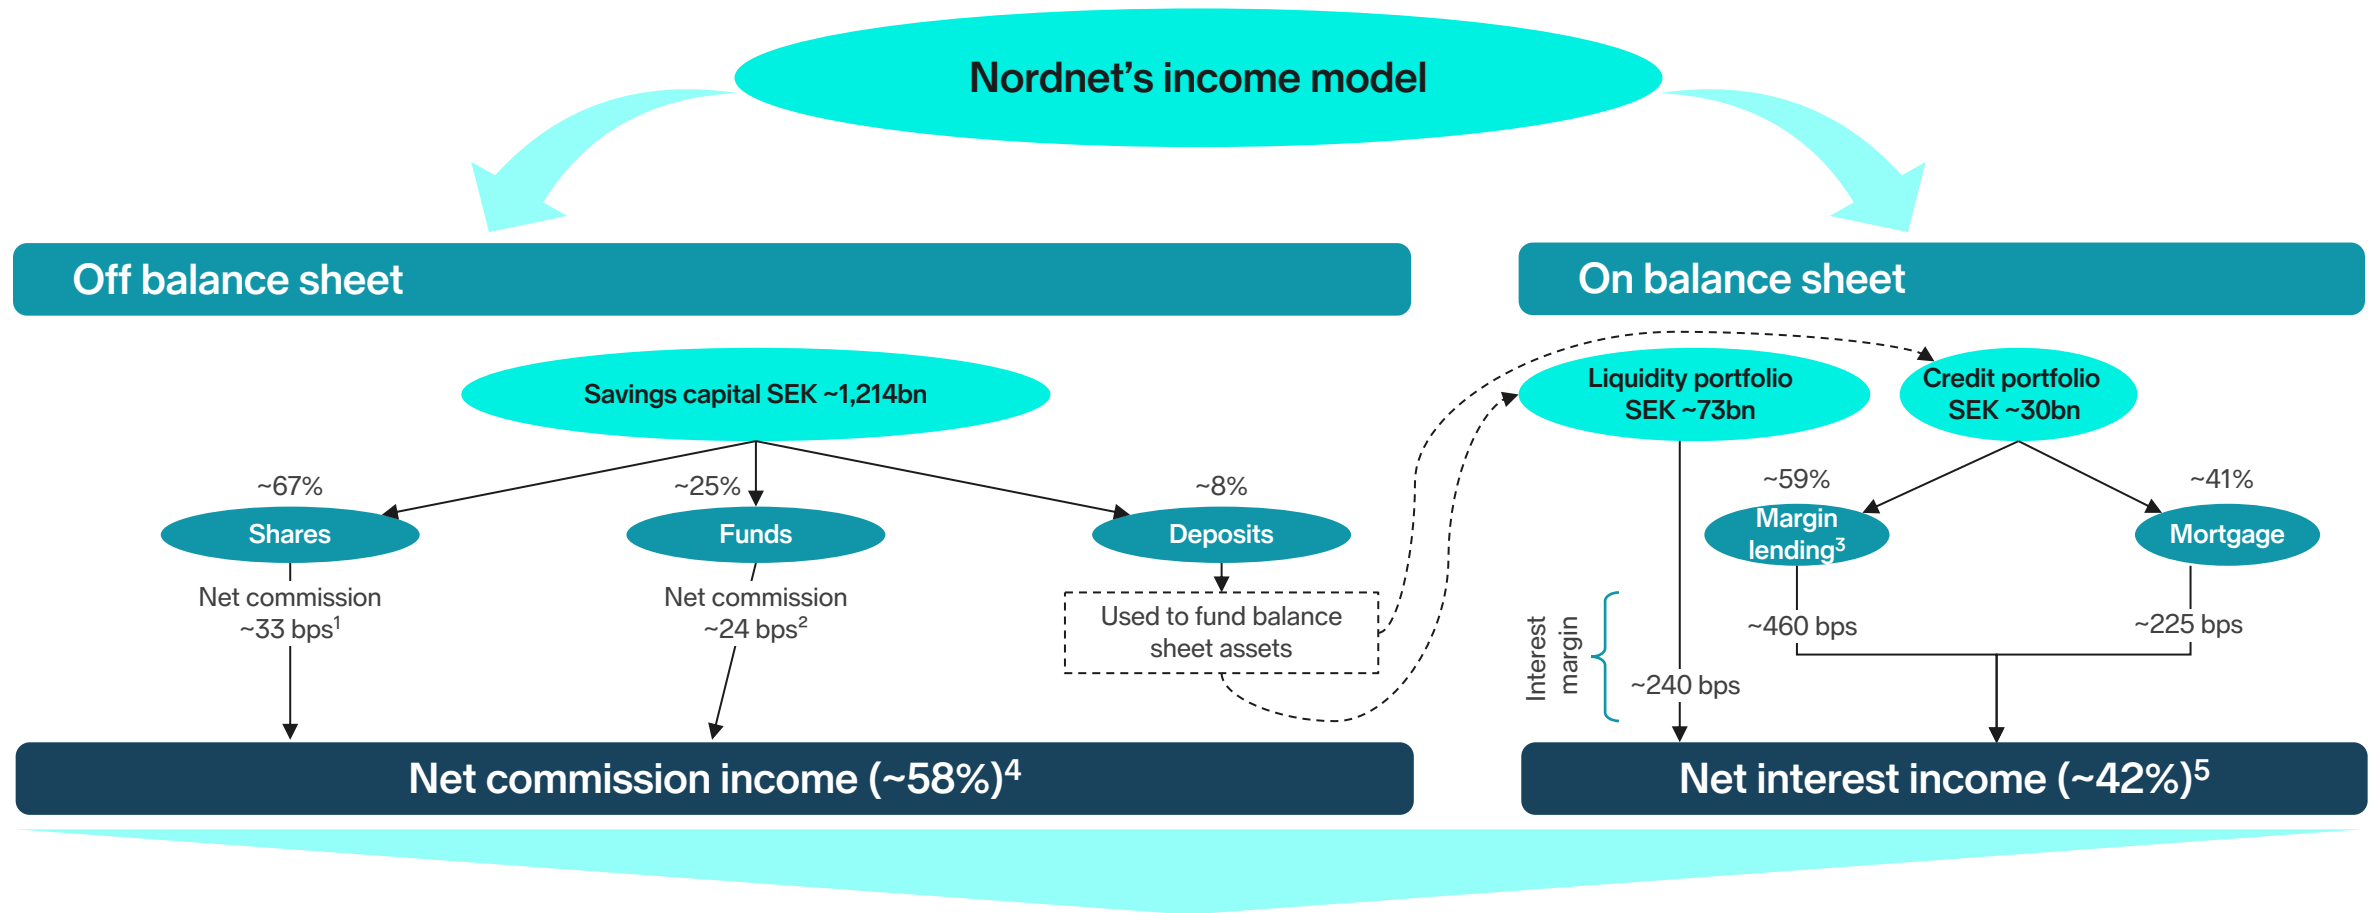 Nordnet’s income model
Off balance sheet
On balance sheet
Savings capital SEK ~1,214bn
Liquidity portfolio
SEK ~73bn
Credit portfolio
SEK ~30bn
~67%
~25%
~8%
~59%
~41%
Shares
Funds
Deposits
Margin
lending³
Mortgage
Net commission
~33 bps¹
Net commission
~24 bps²
Used to fund balance
sheet assets
Interest
margin
~240 bps
~460 bps
~225 bps
Net commission income (~58%)⁴
Net interest income (~42%)⁵